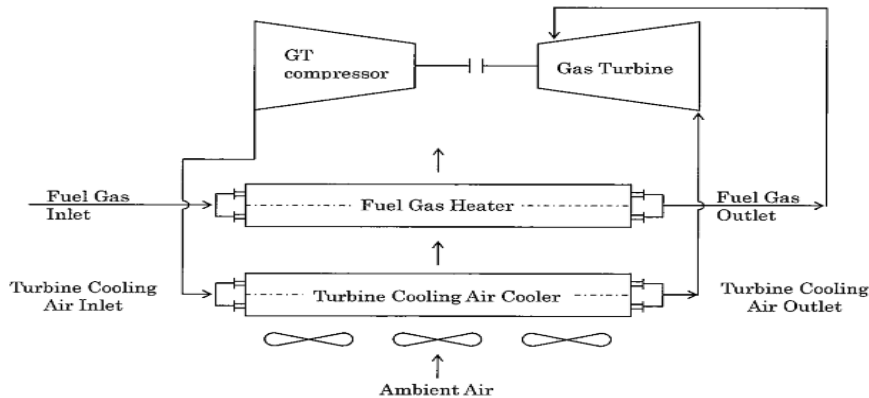 GT
compressor
Gas Turbine
Fuel Gas
Inlet
Fuel Gas Heater
Fuel Gas
Outlet
Turbine Cooling
Air Inlet
Turbine Cooling Air Cooler
Turbine Cooling
Air Outlet
Ambient Air